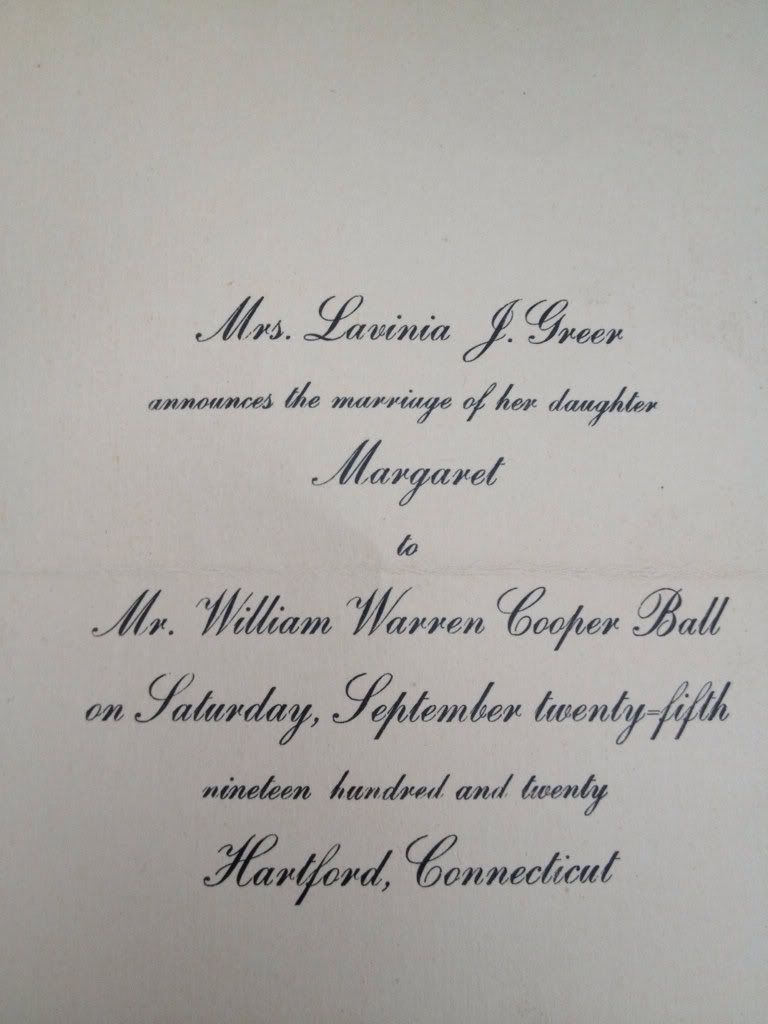 Mrs. Lavinia J. Greer
announces the marriage of her daughter
Margaret
to
Mr. William Warren Cooper Ball
on Saturday, September twenty-fifth
nineteen hundred and twenty
Hartford, Connecticut